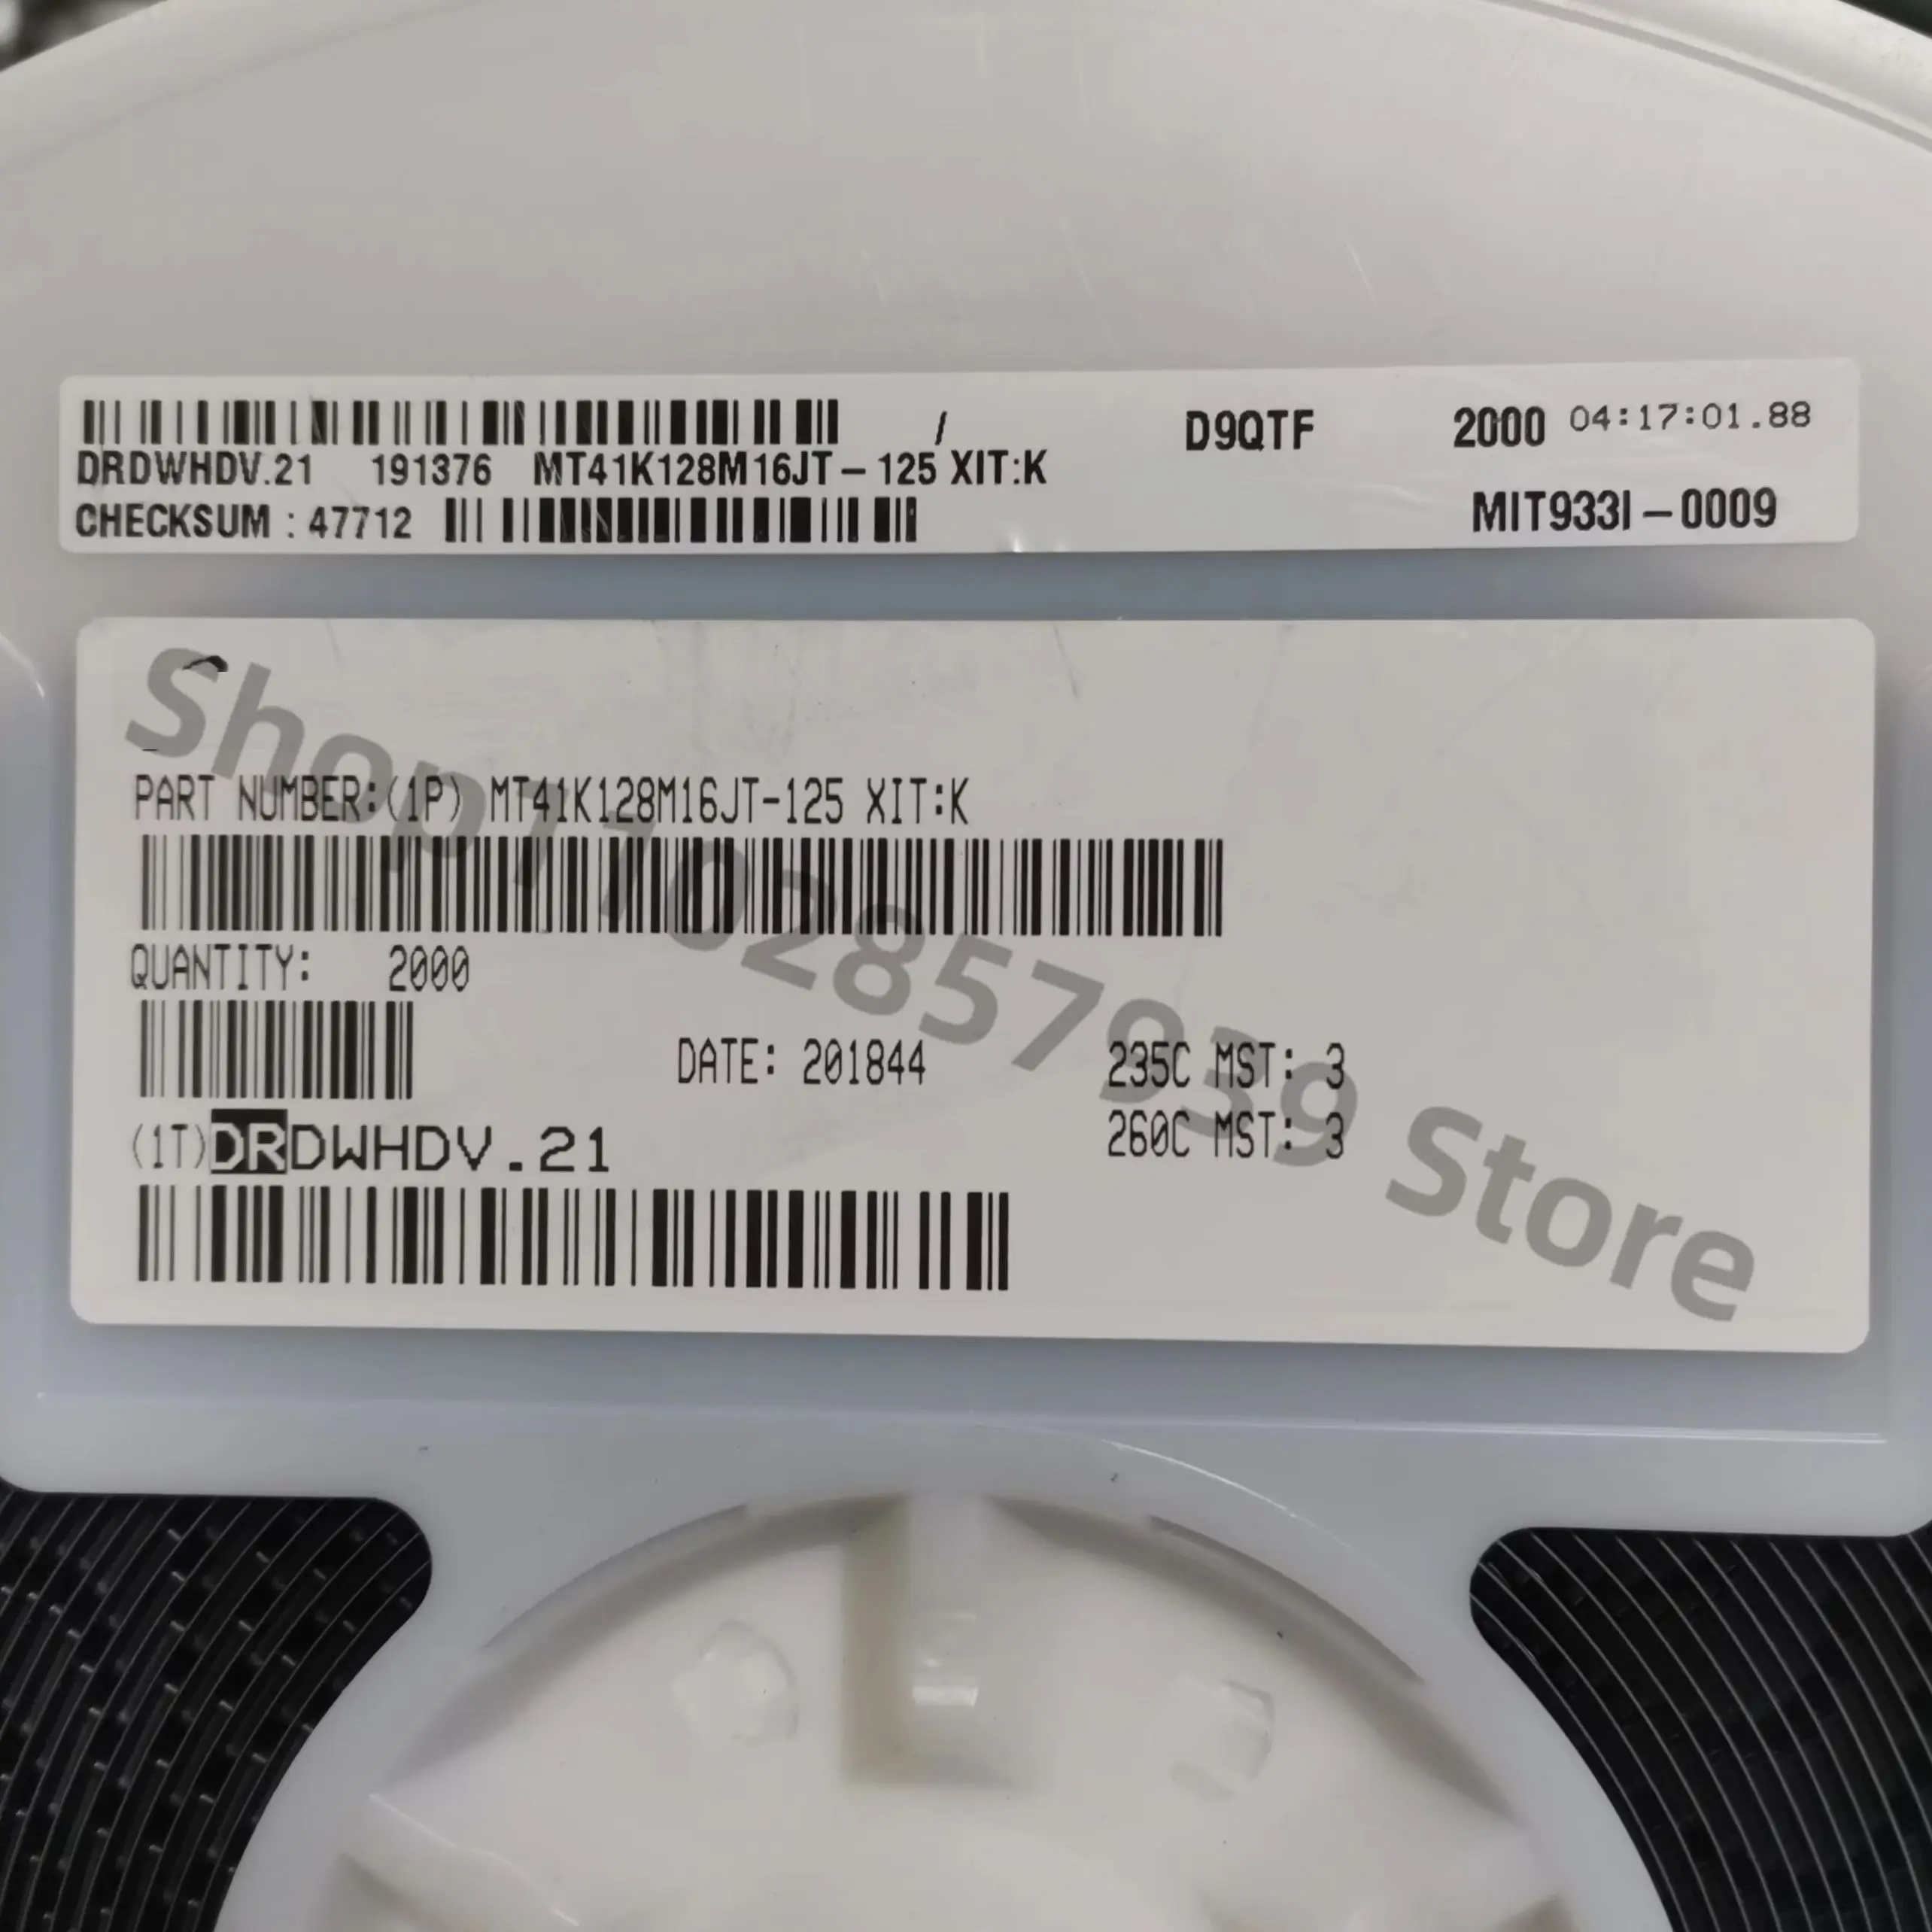 /
D9QTF 2000 04:17:01.88
DRDWHDV.21 191376 MT41K128M16JT-125 XIT:K
CHECKSUM : 47712 MIT933I-0009
Shop1102857939 Store
PART NUMBER:(1P) MT41K128M16JT-125 XIT:K
QUANTITY: 2000
DATE: 201844 235C MST: 3
260C MST: 3
(1T)DRDWHDV.21